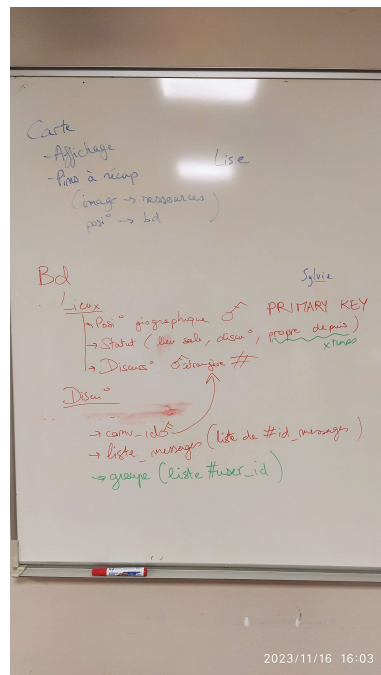 Carte
- Affichage
Lise
- Pins à récup
(image → ressources)
posi° → bd
Sylvie
Bd
Lieux
→ Posi° géographique PRIMARY KEY
→ Statut (lieu sale, discu°, propre depuis)
x temps
→ Discuss° étrangère #
Discu°
→ conv_id
→ liste_messages (liste de #id_messages)
→ groupe (liste #user_id)
2023/11/16 16:03